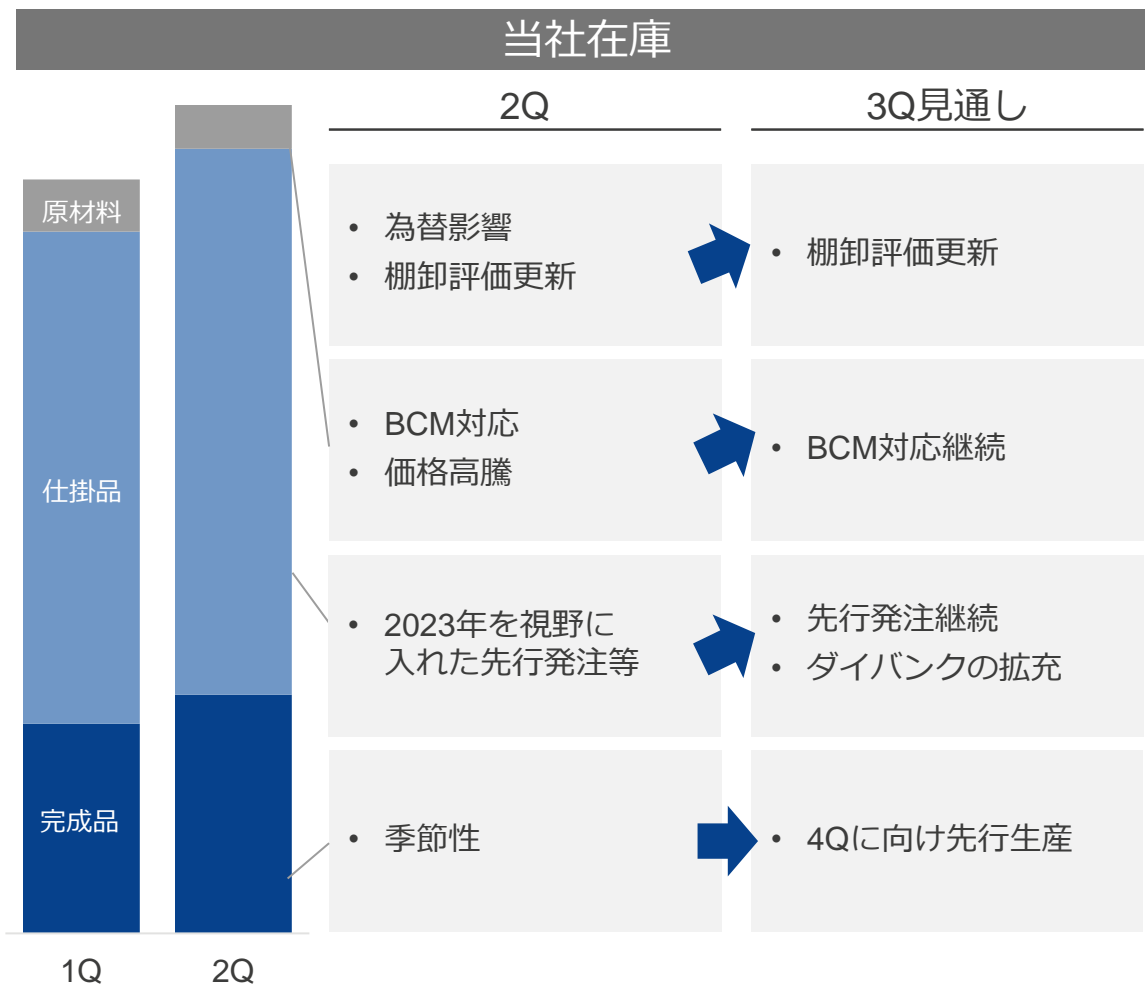 当社在庫
2Q
3Q見通し
原材料
仕掛品
完成品
1Q
2Q
• 為替影響
• 棚卸評価更新
• 棚卸評価更新
• BCM対応
• 価格高騰
• BCM対応継続
• 2023年を視野に
入れた先行発注等
• 先行発注継続
• ダイバンクの拡充
• 季節性
• 4Qに向け先行生産